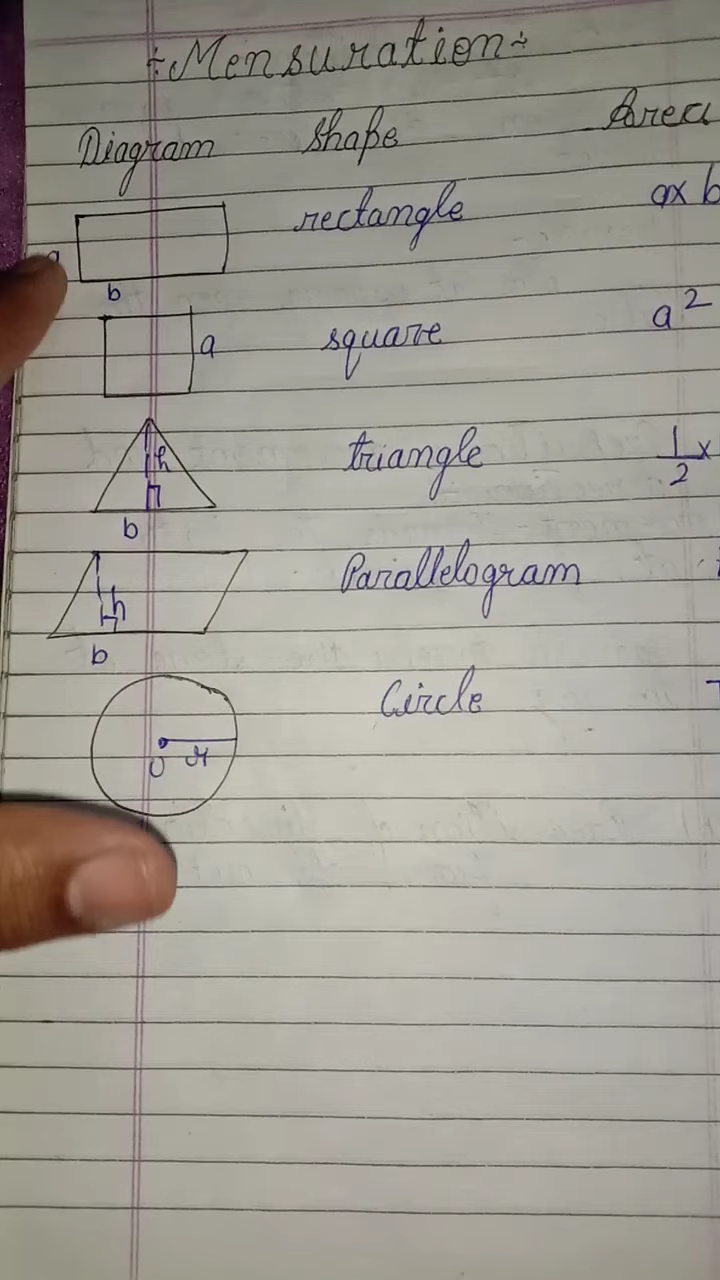 ÷Mensuration÷
Diagram shape Area
rectangle a× b
b
a square a²
h triangle 1/2 ×
b
h Parallelogram
b
Circle
r